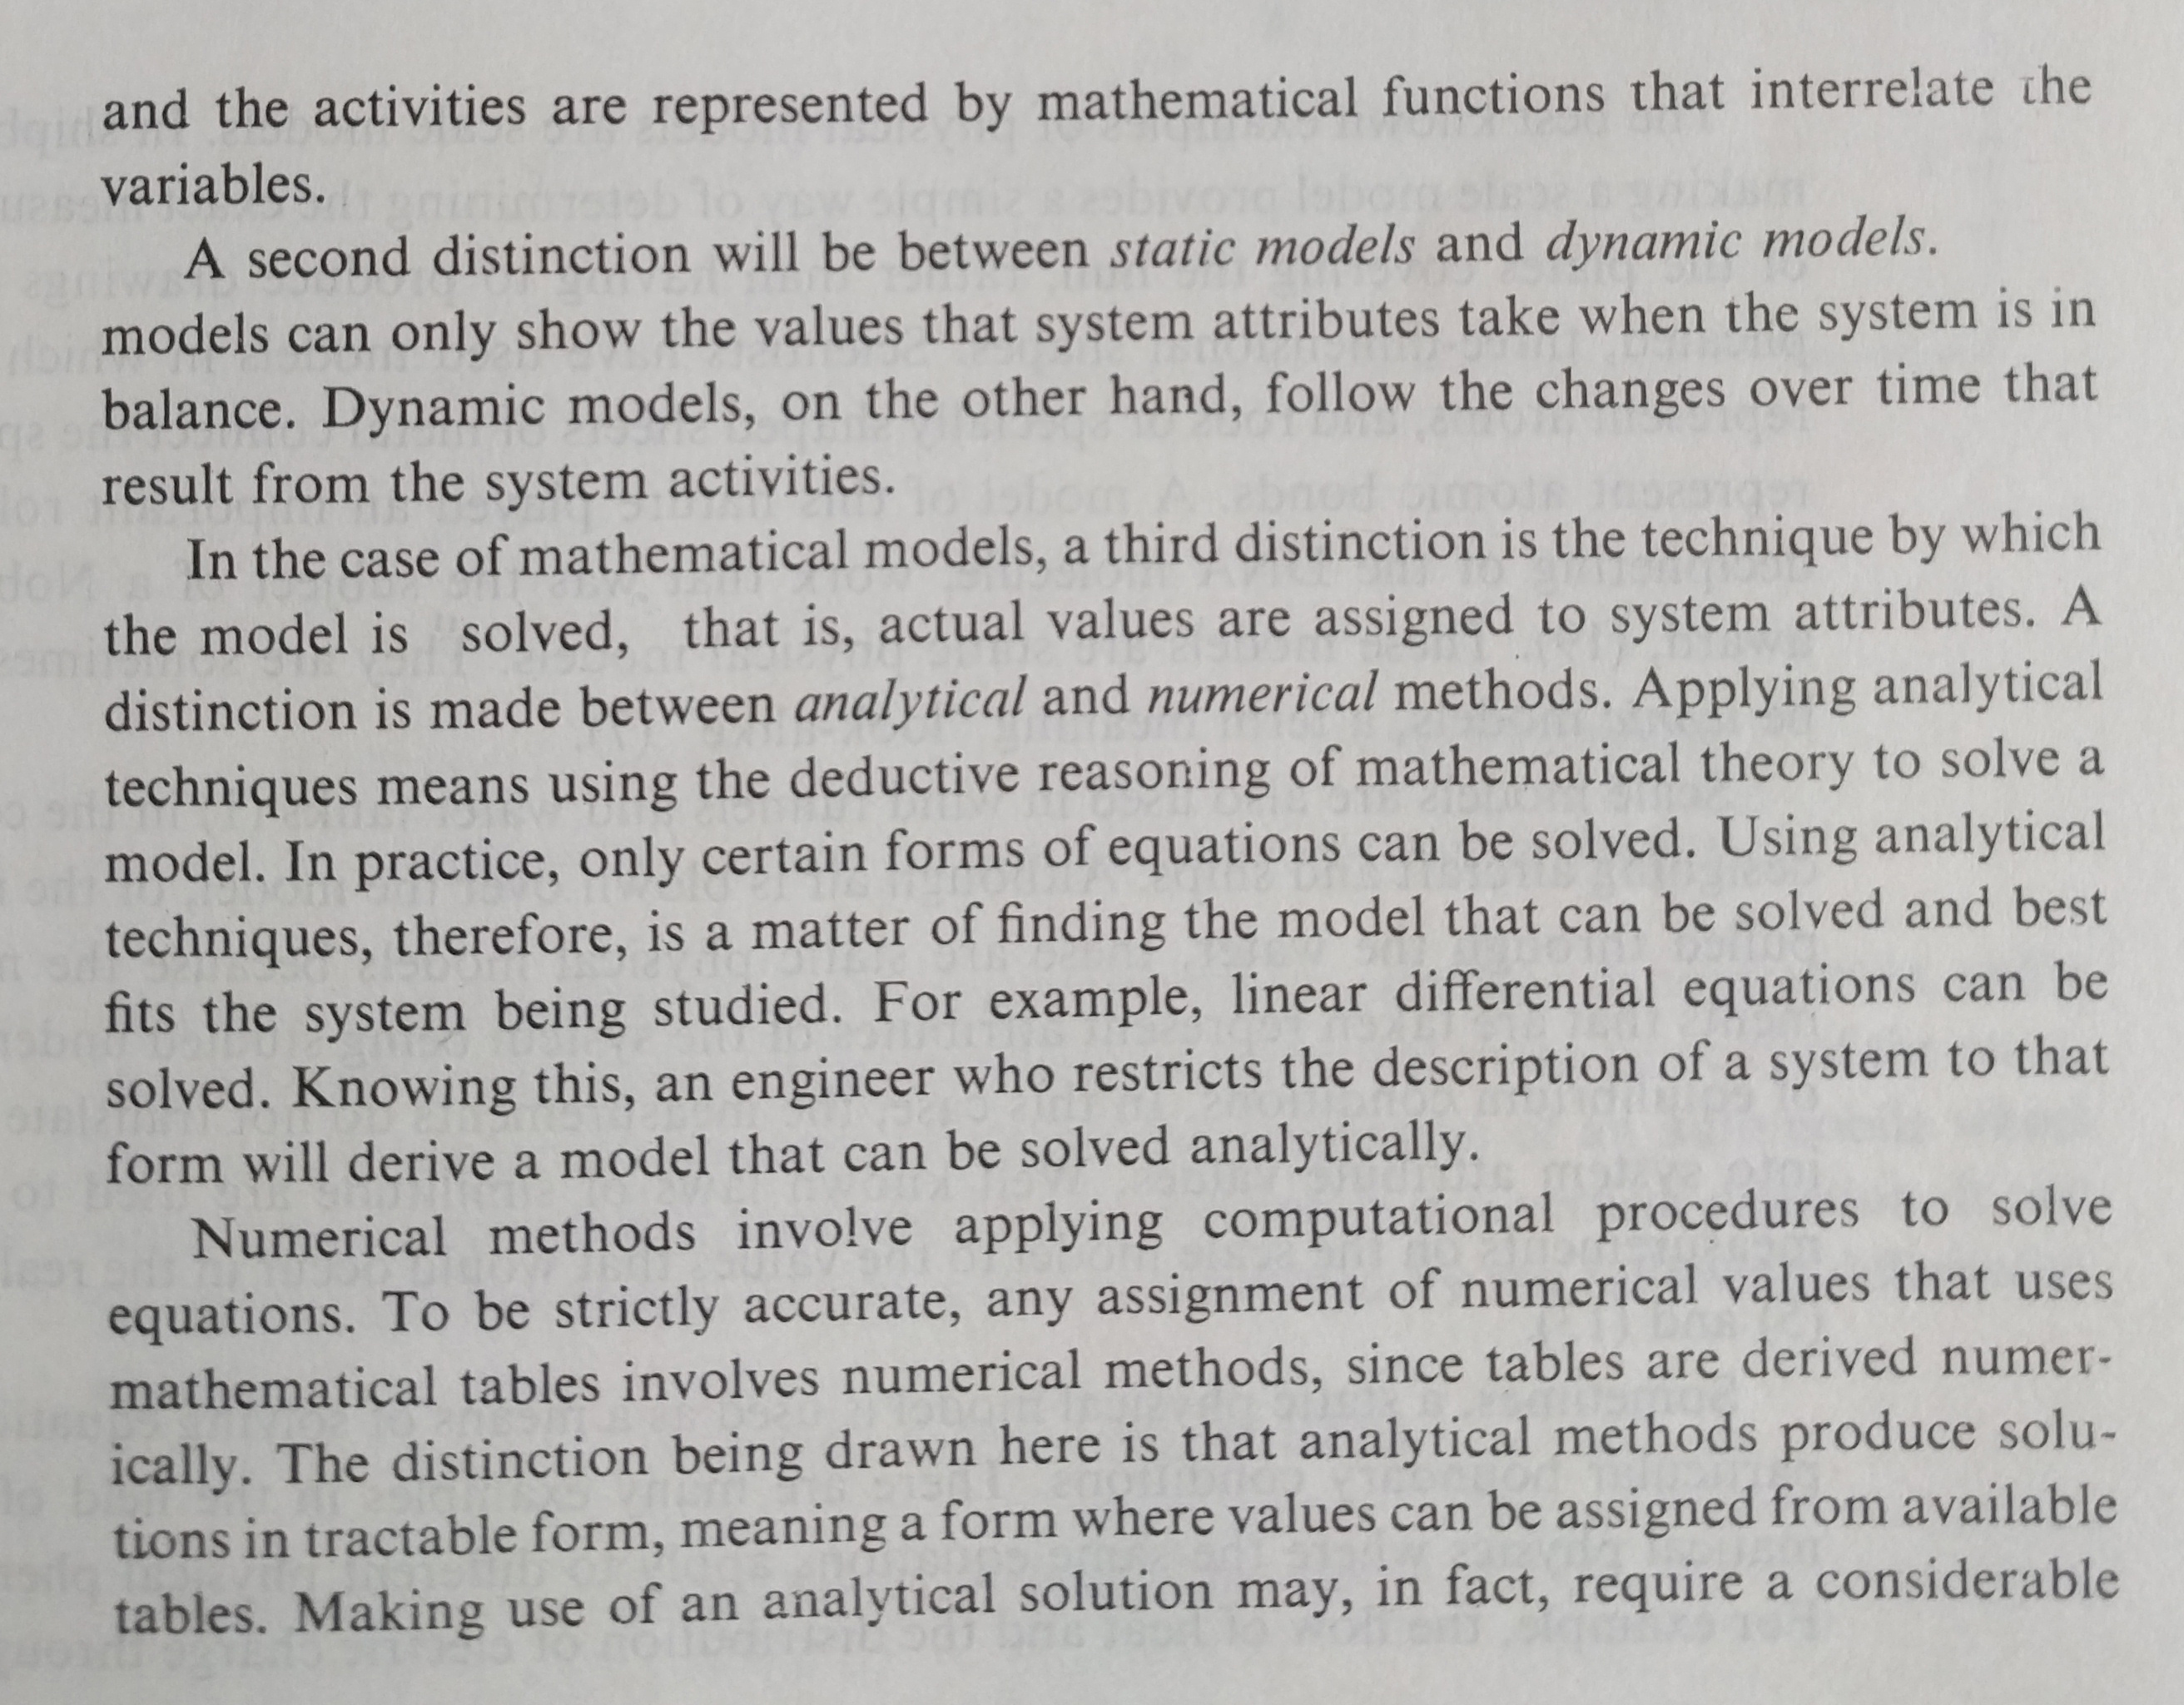 and the activities are represented by mathematical functions that interrelate the
variables.
A second distinction will be between static models and dynamic models.
models can only show the values that system attributes take when the system is in
balance. Dynamic models, on the other hand, follow the changes over time that
result from the system activities.
In the case of mathematical models, a third distinction is the technique by which
the model is solved, that is, actual values are assigned to system attributes. A
distinction is made between analytical and numerical methods. Applying analytical
techniques means using the deductive reasoning of mathematical theory to solve a
model. In practice, only certain forms of equations can be solved. Using analytical
techniques, therefore, is a matter of finding the model that can be solved and best
fits the system being studied. For example, linear differential equations can be
solved. Knowing this, an engineer who restricts the description of a system to that
form will derive a model that can be solved analytically.
Numerical methods involve applying computational procedures to solve
equations. To be strictly accurate, any assignment of numerical values that uses
mathematical tables involves numerical methods, since tables are derived numer-
ically. The distinction being drawn here is that analytical methods produce solu-
tions in tractable form, meaning a form where values can be assigned from available
tables. Making use of an analytical solution may, in fact, require a considerable